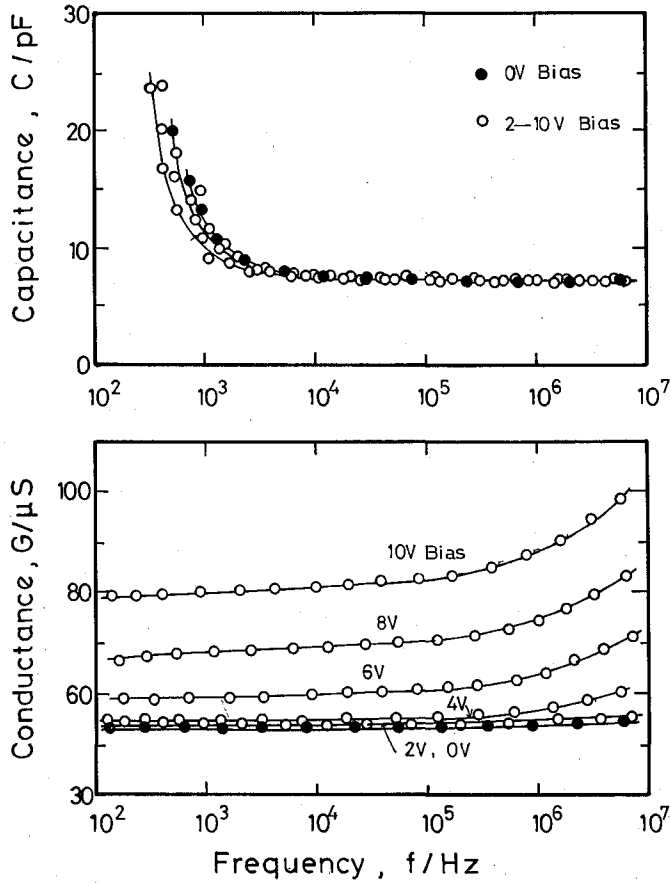 Capacitance, C/pF
30
20
10
0
● 0V Bias
○ 2–10V Bias
10² 10³ 10⁴ 10⁵ 10⁶ 10⁷
Conductance, G/μS
100
80
60
30
10V Bias
8V
6V
4V
2V, 0V
10² 10³ 10⁴ 10⁵ 10⁶ 10⁷
Frequency, f/Hz